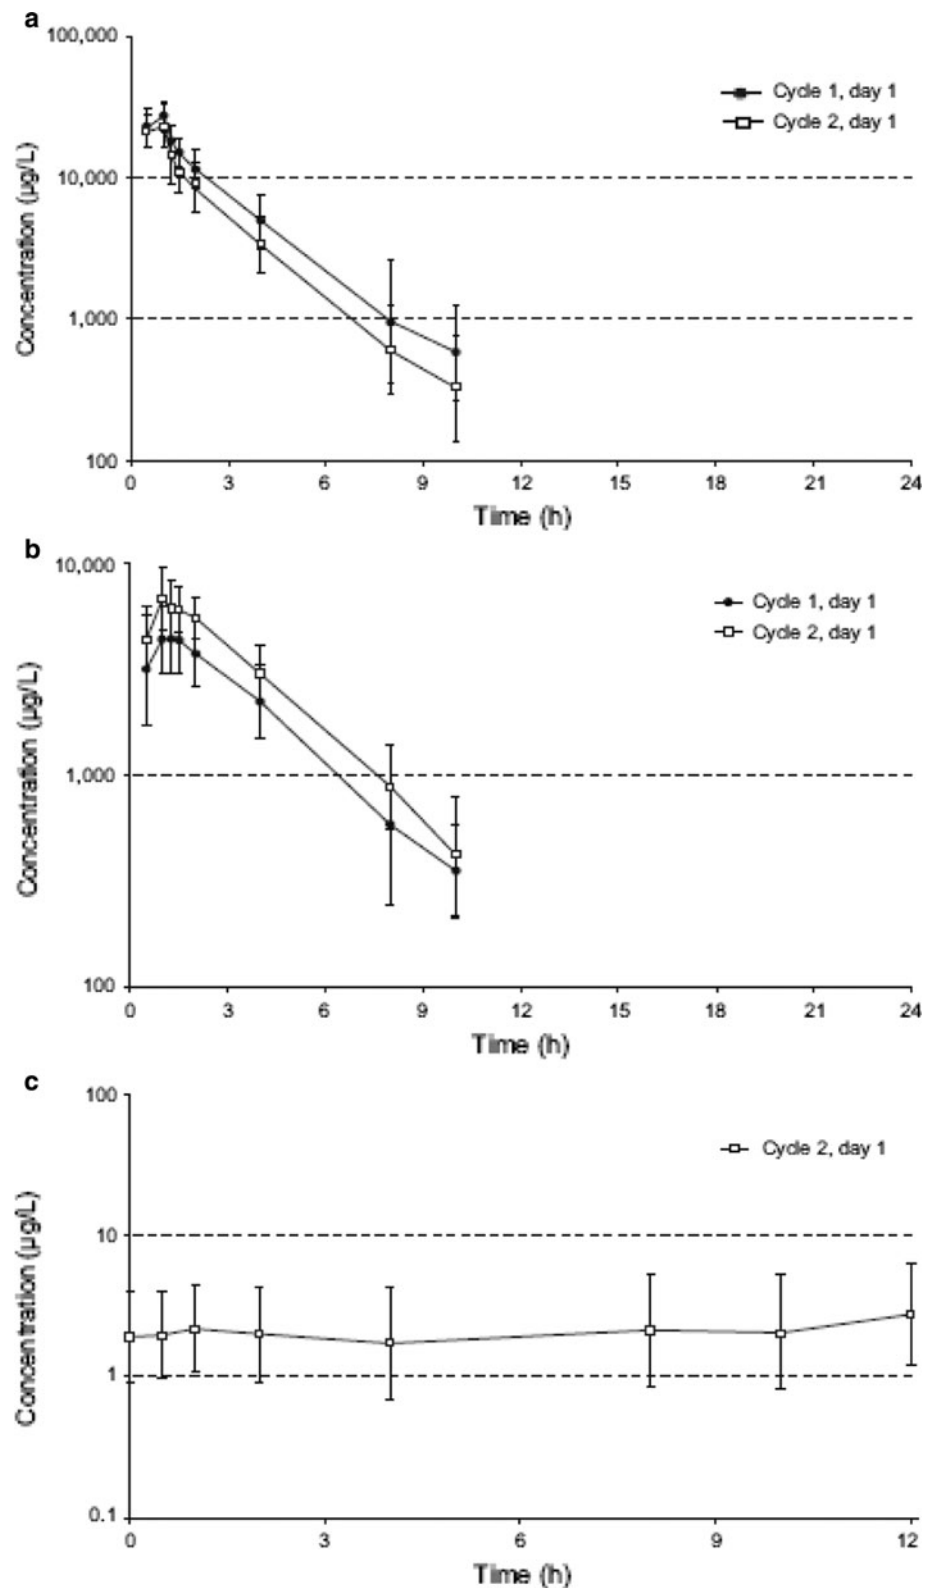 a
100,000
10,000
1,000
100
Concentration (µg/L)
Cycle 1, day 1
Cycle 2, day 1
0 3 6 9 12 15 18 21 24
Time (h)
b
10,000
1,000
100
Concentration (µg/L)
Cycle 1, day 1
Cycle 2, day 1
0 3 6 9 12 15 18 21 24
Time (h)
c
100
10
1
0.1
Concentration (µg/L)
Cycle 2, day 1
0 3 6 9 12
Time (h)